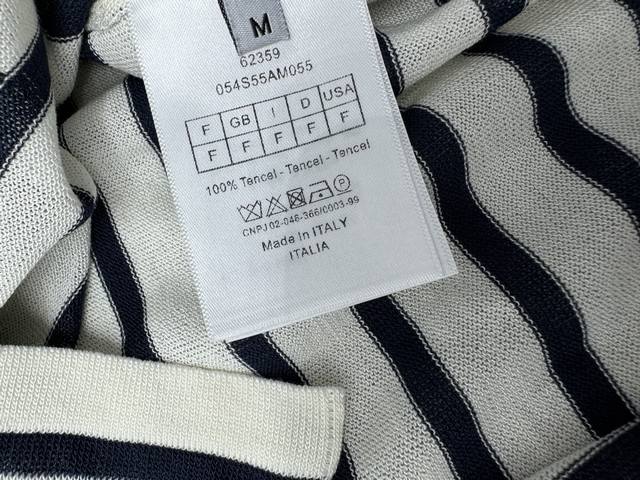 M
62359
054S55AM055
F GB I D USA
F F F F F
100% Tencel - Tencel - Tencel
P
CNPJ 02-046-366/0003-99
Made in ITALY
ITALIA